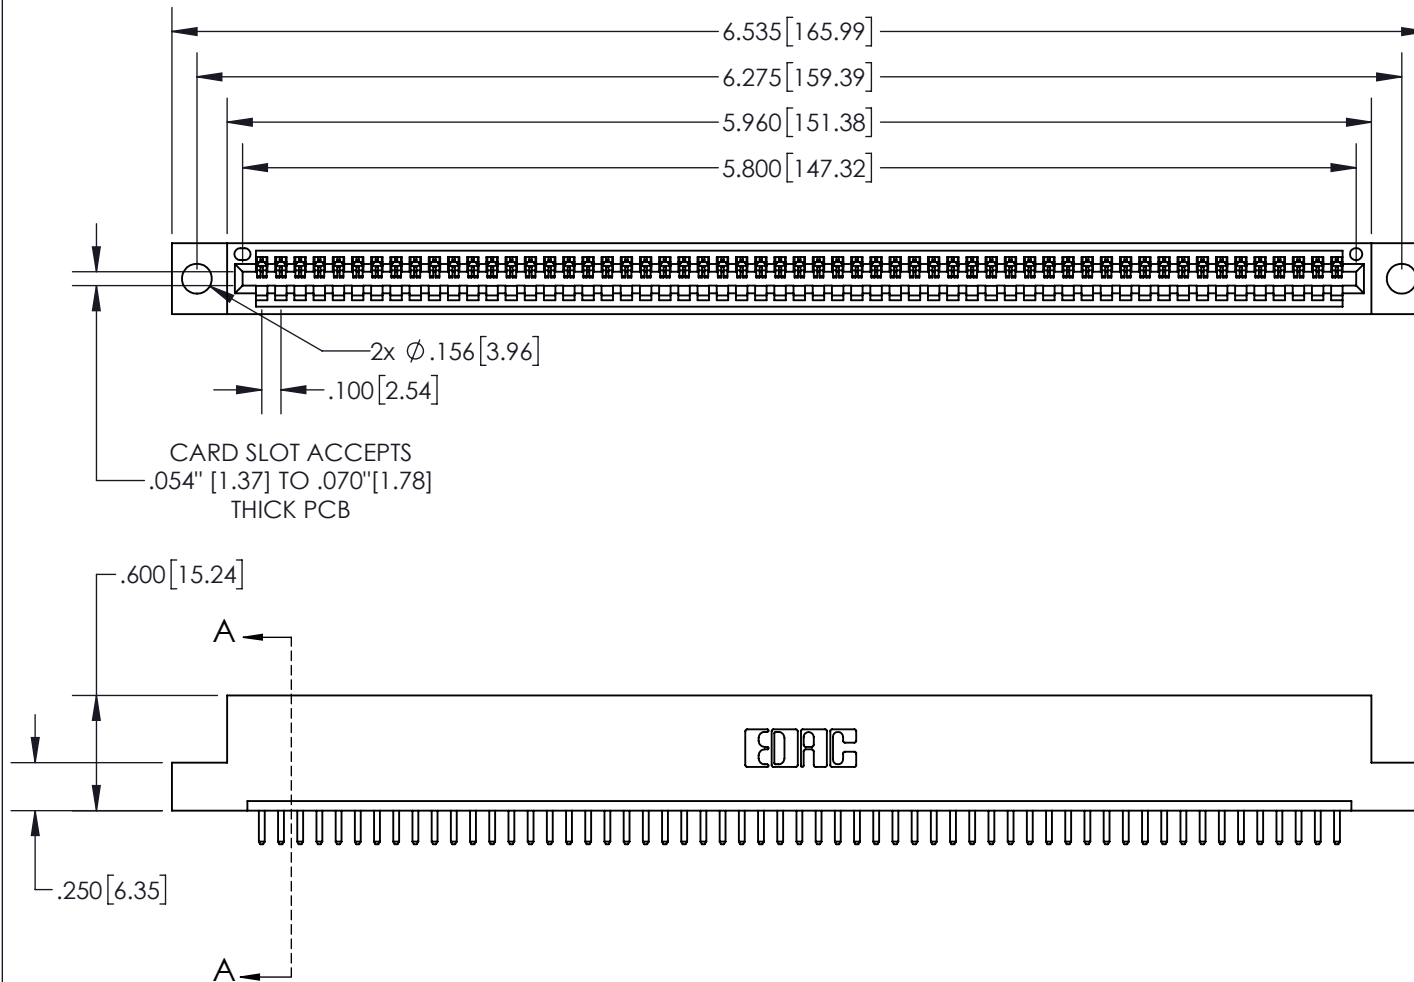 6.535[165.99]
6.275[159.39]
5.960[151.38]
5.800[147.32]
2x Ø.156[3.96]
.100[2.54]
CARD SLOT ACCEPTS
.054" [1.37] TO .070"[1.78]
THICK PCB
.600[15.24]
A
EDAC
.250[6.35]
A